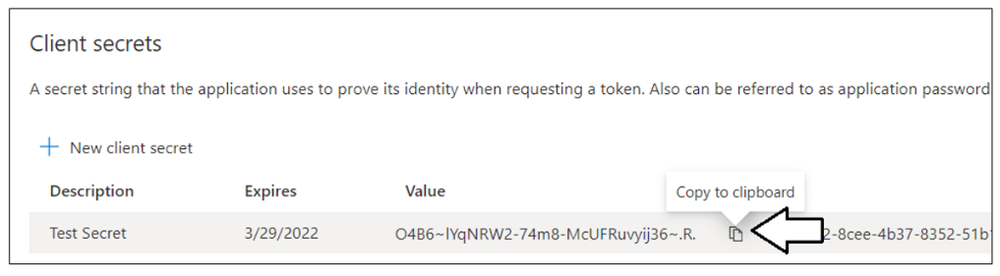 Client secrets
A secret string that the application uses to prove its identity when requesting a token. Also can be referred to as application password
New client secret
Description Expires Value
Copy to clipboard
Test Secret 3/29/2022 O4B6~lYqNRW2-74m8-McUFRuvyij36~.R. 2-8cee-4b37-8352-51b